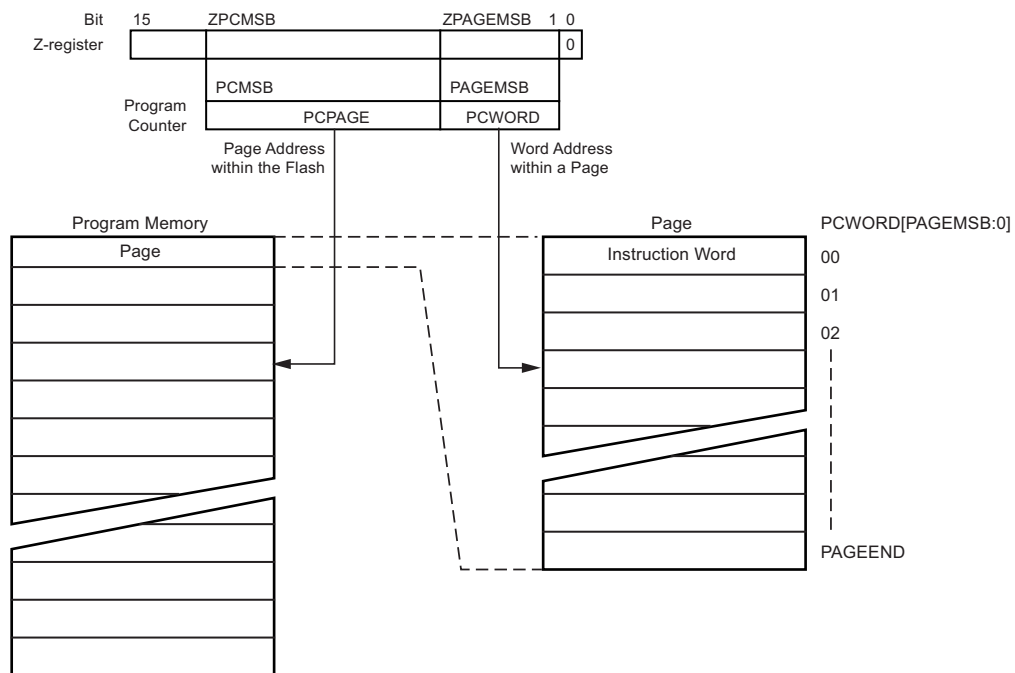 Bit 15 ZPCMSB ZPAGEMSB 1 0
Z-register 0
PCMSB PAGEMSB
Program
Counter
PCPAGE PCWORD
Page Address
within the Flash
Word Address
within a Page
Program Memory
Page
Page PCWORD[PAGEMSB:0]
Instruction Word 00
01
02
PAGEEND